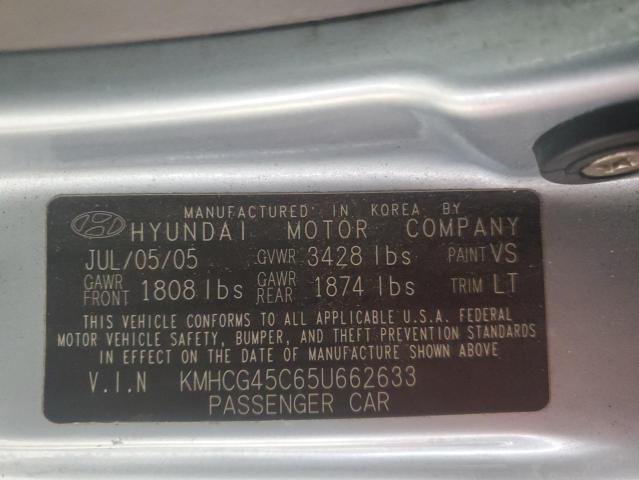 MANUFACTURED IN KOREA BY
HYUNDAI MOTOR COMPANY
JUL/05/05 GVWR 3428 lbs PAINT VS
GAWR FRONT 1808 lbs GAWR REAR 1874 lbs TRIM LT
THIS VEHICLE CONFORMS TO ALL APPLICABLE U.S.A. FEDERAL
MOTOR VEHICLE SAFETY, BUMPER, AND THEFT PREVENTION STANDARDS
IN EFFECT ON THE DATE OF MANUFACTURE SHOWN ABOVE
V.I.N KMHCG45C65U662633
PASSENGER CAR